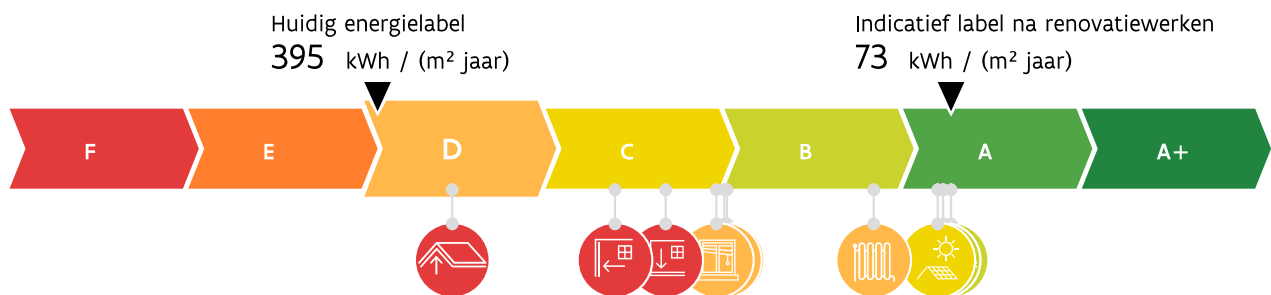 Huidig energielabel
395 kWh / (m² jaar)
Indicatief label na renovatiewerken
73 kWh / (m² jaar)
F E D C B A A+